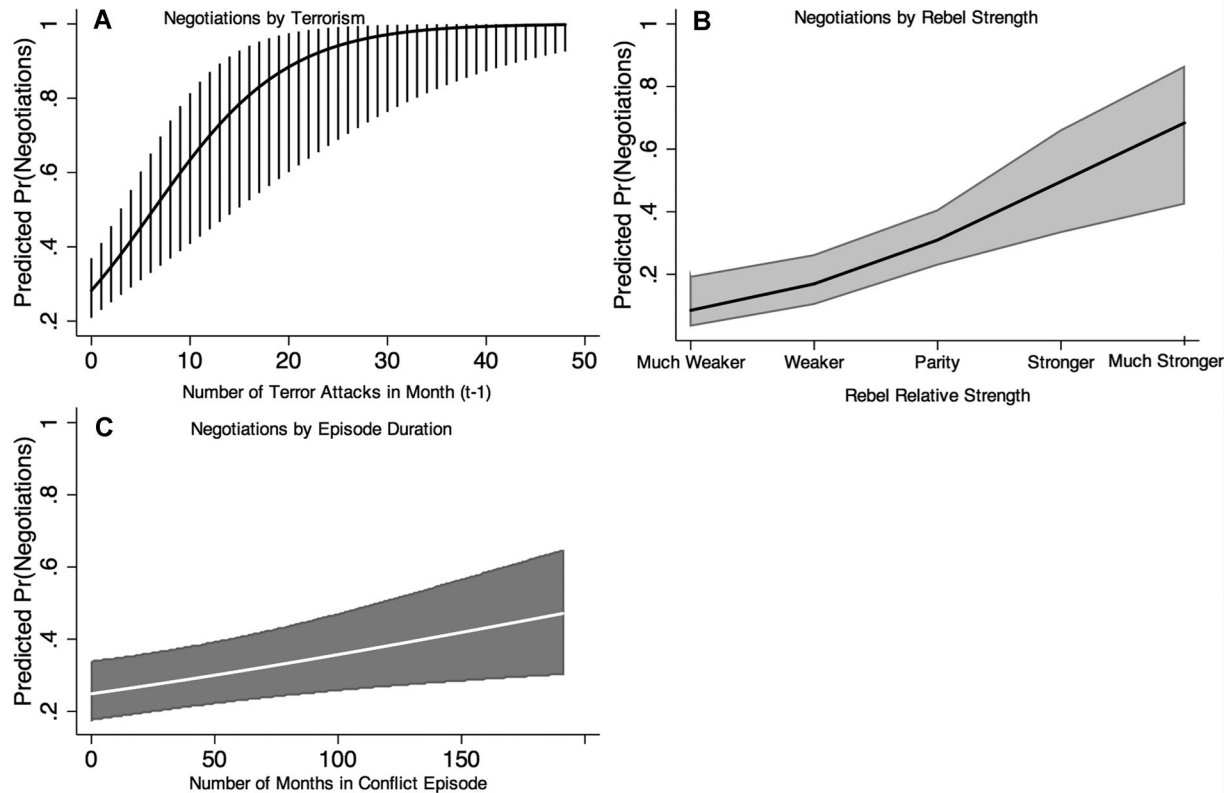 A
Negotiations by Terrorism
Predicted Pr(Negotiations)
1
.8
.6
.4
.2
0 10 20 30 40 50
Number of Terror Attacks in Month (t-1)
B
Negotiations by Rebel Strength
Predicted Pr(Negotiations)
1
.8
.6
.4
.2
Much Weaker Weaker Parity Stronger Much Stronger
Rebel Relative Strength
C
Negotiations by Episode Duration
Predicted Pr(Negotiations)
1
.8
.6
.4
.2
0 50 100 150
Number of Months in Conflict Episode